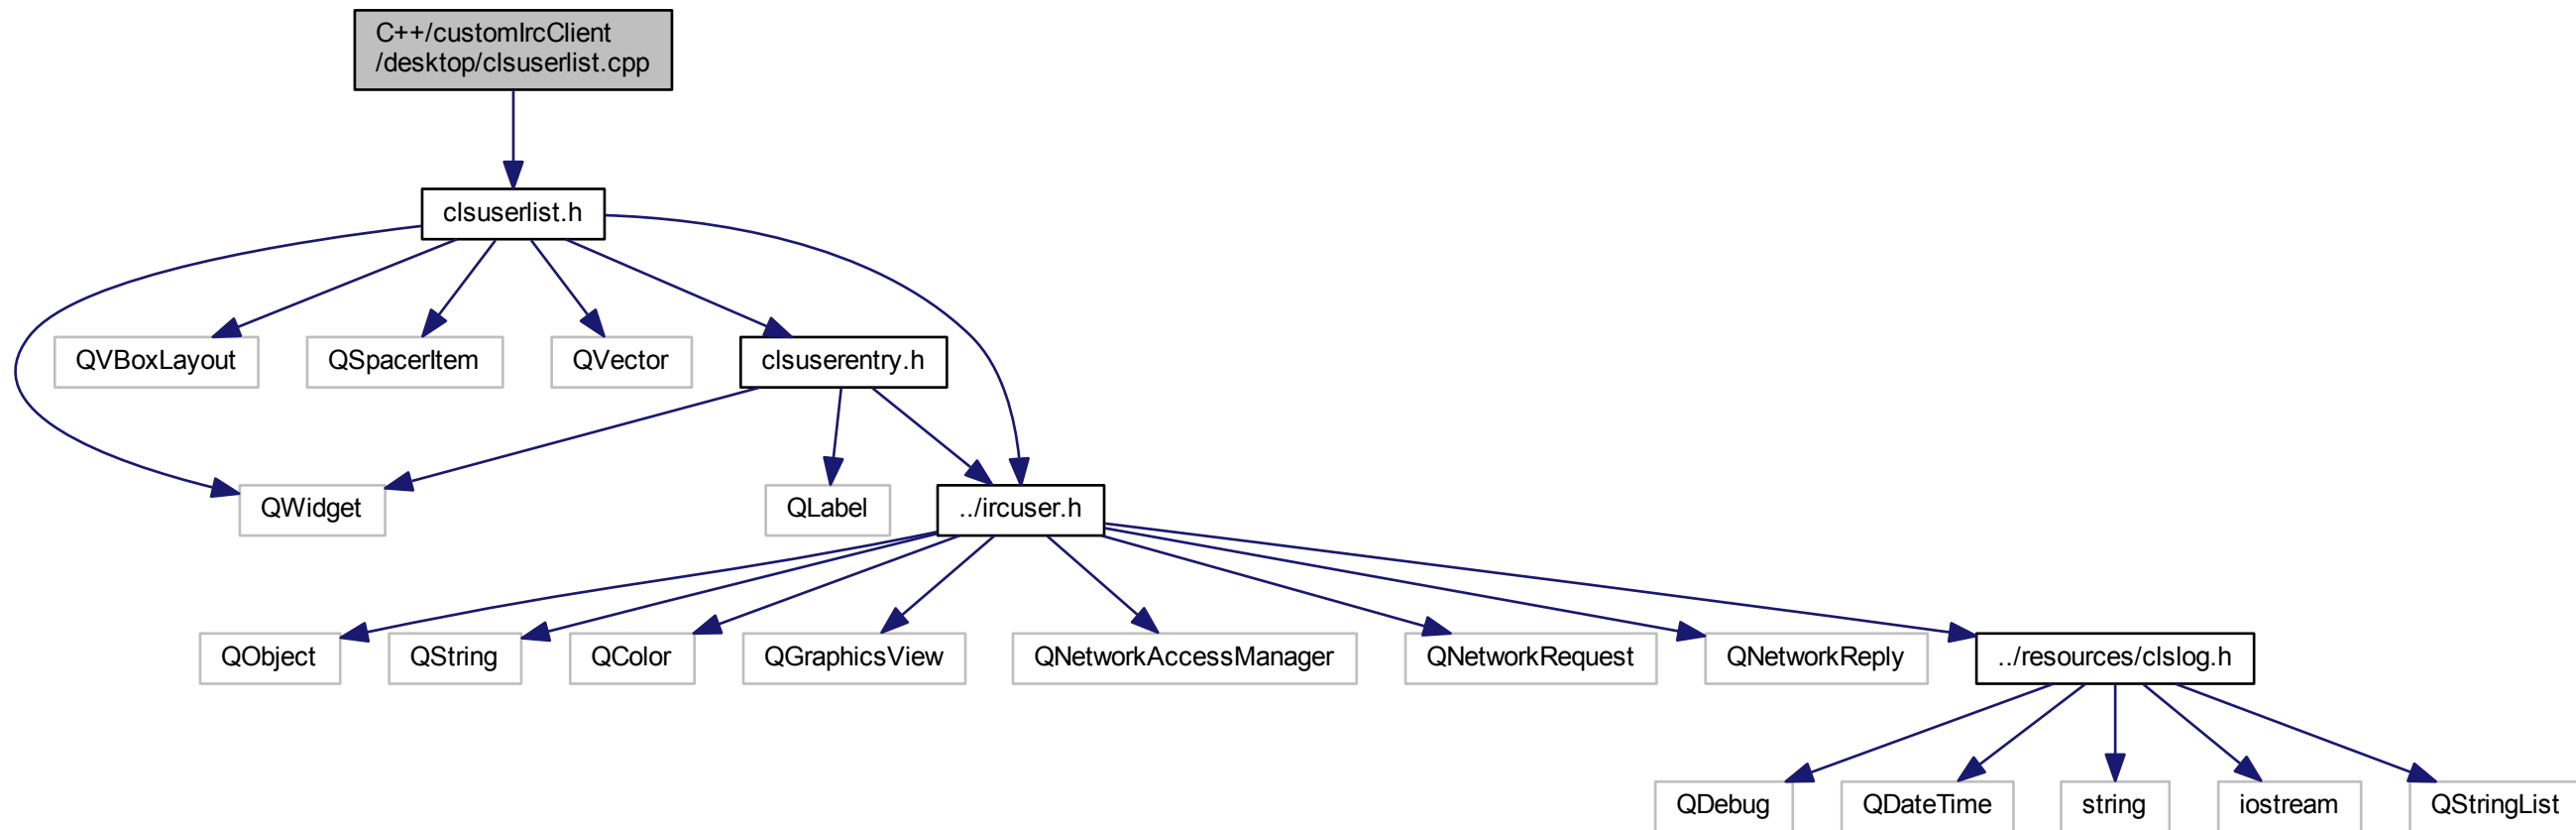 C++/customIrcClient
/desktop/clsuserlist.cpp
clsuserlist.h
QVBoxLayout
QSpacerItem
QVector
clsuserentry.h
QWidget
QLabel
../ircuser.h
QObject
QString
QColor
QGraphicsView
QNetworkAccessManager
QNetworkRequest
QNetworkReply
../resources/clslog.h
QDebug
QDateTime
string
iostream
QStringList